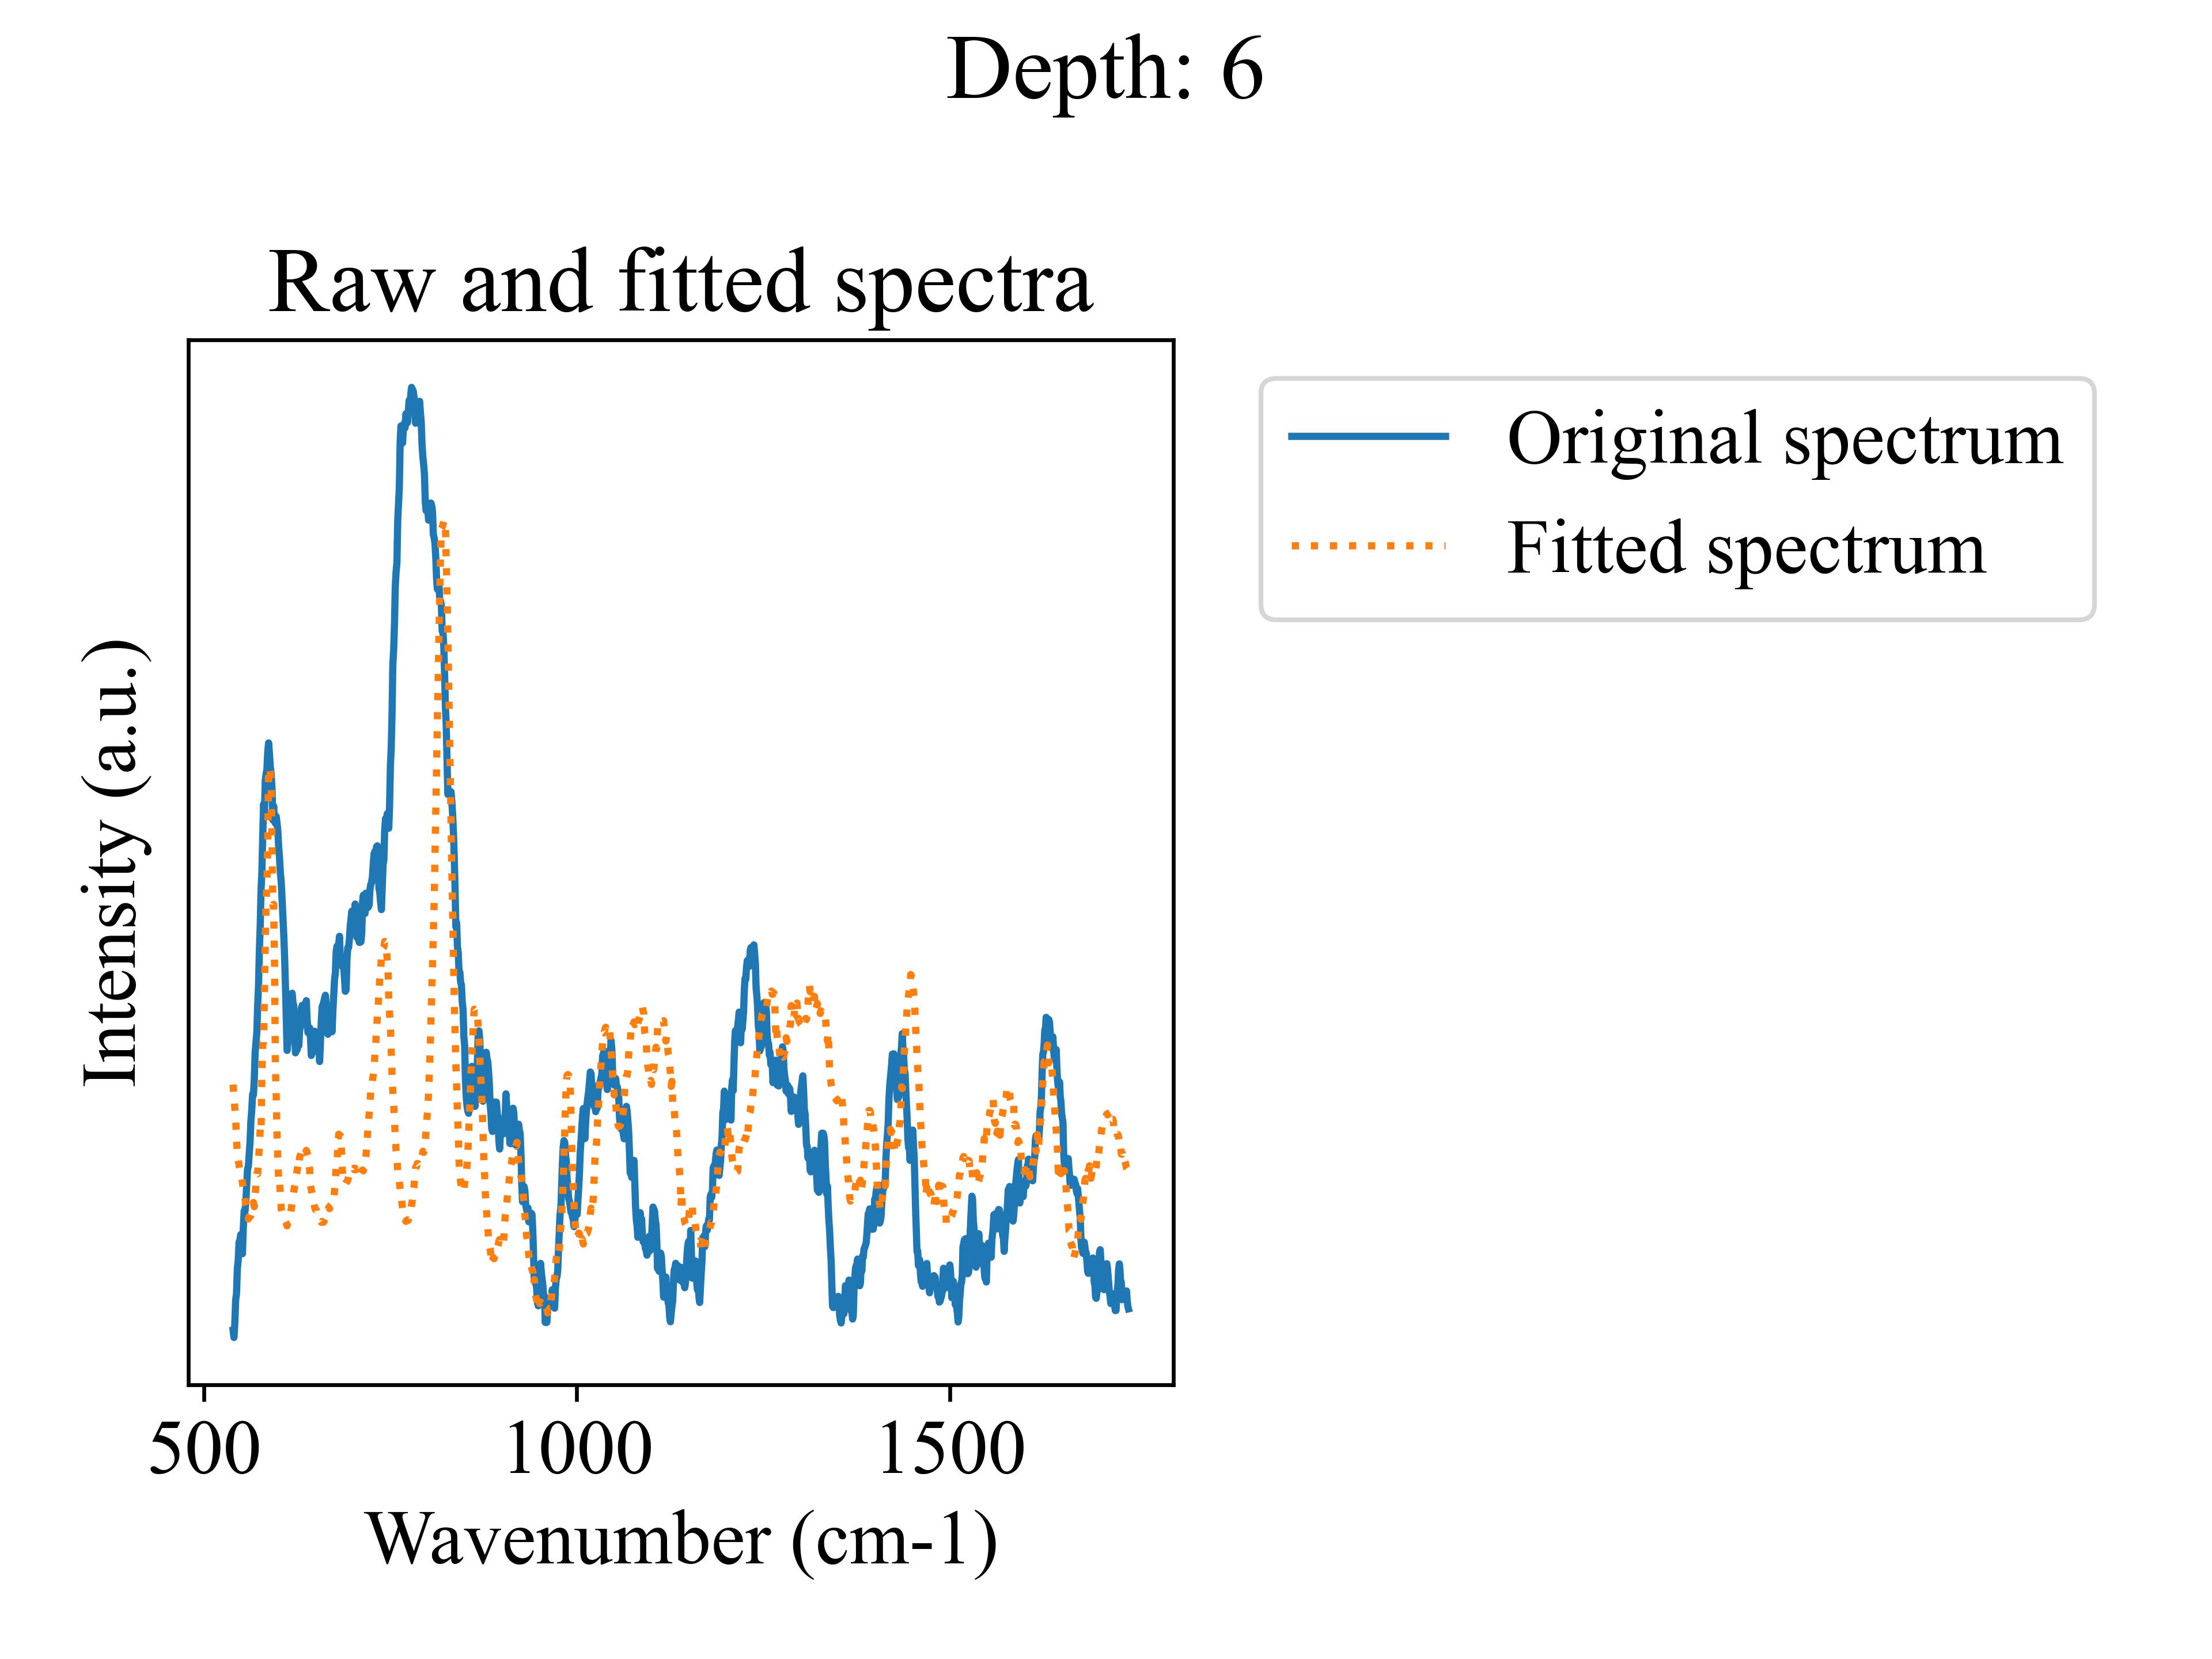 Depth: 6
Raw and fitted spectra
Original spectrum
Fitted spectrum
Intensity (a.u.)
500 1000 1500
Wavenumber (cm-1)